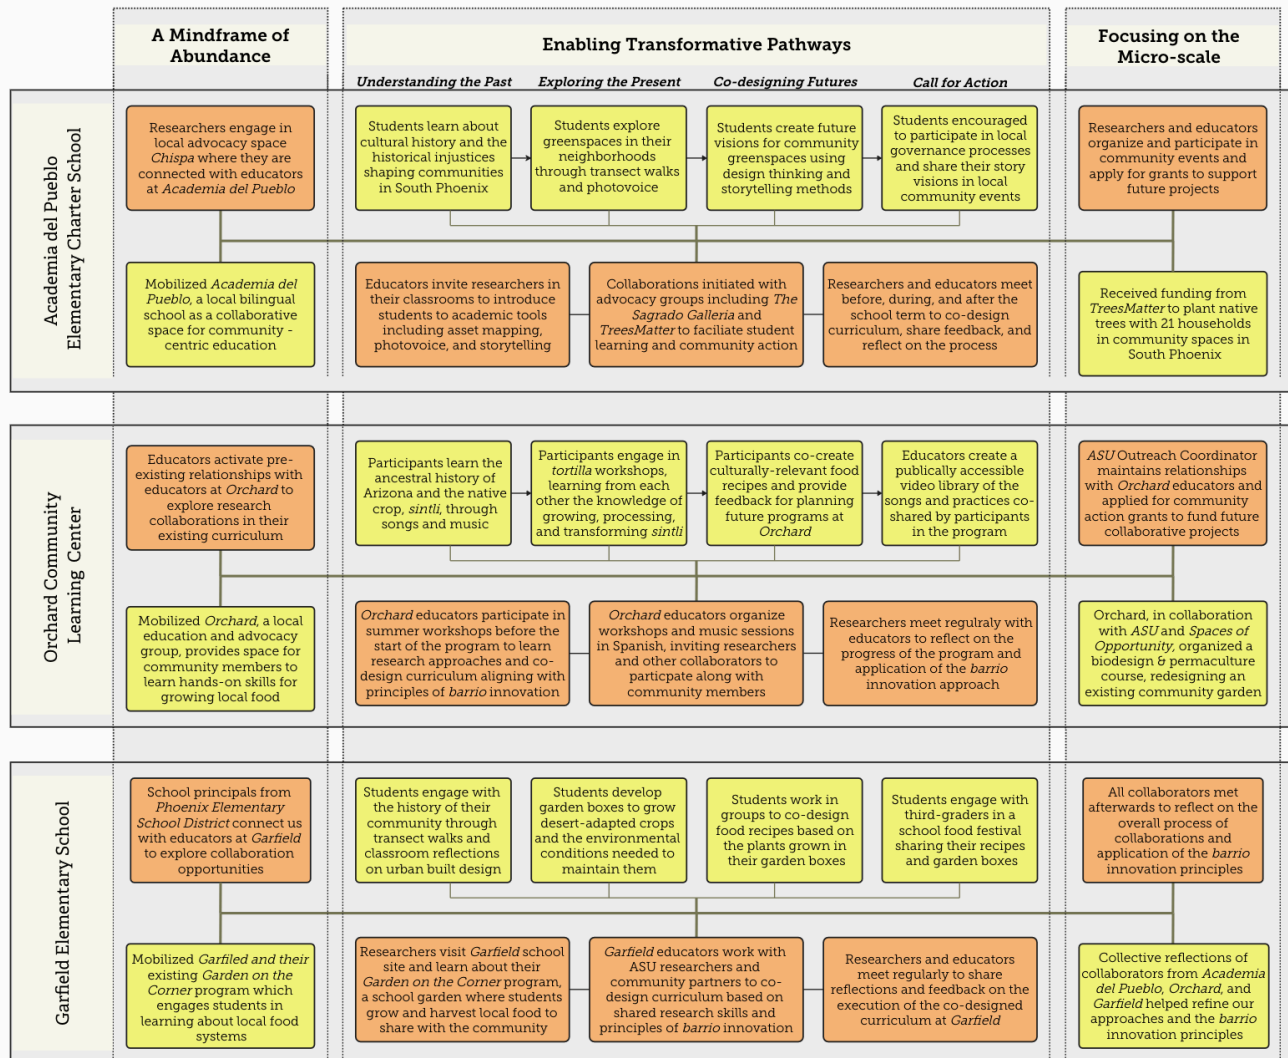 A Mindframe of
Abundance
Enabling Transformative Pathways
Focusing on the
Micro-scale
Understanding the Past
Exploring the Present
Co-designing Futures
Call for Action
Academia del Pueblo
Elementary Charter School
Researchers engage in
local advocacy space
Chispa where they are
connected with educators
at Academia del Pueblo
Students learn about
cultural history and the
historical injustices
shaping communities
in South Phoenix
Students explore
greenspaces in their
neighborhoods
through transect walks
and photovoice
Students create future
visions for community
greenspaces using
design thinking and
storytelling methods
Students encouraged
to participate in local
governance processes
and share their story
visions in local
community events
Researchers and educators
organize and participate in
community events and
apply for grants to support
future projects
Mobilized Academia del
Pueblo, a local bilingual
school as a collaborative
space for community -
centric education
Educators invite researchers in
their classrooms to introduce
students to academic tools
including asset mapping,
photovoice, and storytelling
Collaborations initiated with
advocacy groups including The
Sagrado Galleria and
TreesMatter to faciliate student
learning and community action
Researchers and educators meet
before, during, and after the
school term to co-design
curriculum, share feedback, and
reflect on the process
Received funding from
TreesMatter to plant native
trees with 21 households
in community spaces in
South Phoenix
Orchard Community
Learning Center
Educators activate pre-
existing relationships with
educators at Orchard to
explore research
collaborations in their
existing curriculum
Participants learn the
ancestral history of
Arizona and the native
crop, sintli, through
songs and music
Participants engage in
tortilla workshops,
learning from each
other the knowledge of
growing, processing,
and transforming sintli
Participants co-create
culturally-relevant food
recipes and provide
feedback for planning
future programs at
Orchard
Educators create a
publically accessible
video library of the
songs and practices co-
shared by participants
in the program
ASU Outreach Coordinator
maintains relationships
with Orchard educators and
applied for community
action grants to fund future
collaborative projects
Mobilized Orchard, a local
education and advocacy
group, provides space for
community members to
learn hands-on skills for
growing local food
Orchard educators participate in
summer workshops before the
start of the program to learn
research approaches and co-
design curriculum aligning with
principles of barrio innovation
Orchard educators organize
workshops and music sessions
in Spanish, inviting researchers
and other collaborators to
particpate along with
community members
Researchers meet regulraly with
educators to reflect on the
progress of the program and
application of the barrio
innovation approach
Orchard, in collaboration
with ASU and Spaces of
Opportunity, organized a
biodesign & permaculture
course, redesigning an
existing community garden
Garfield Elementary School
School principals from
Phoenix Elementary
School District connect us
with educators at Garfield
to explore collaboration
opportunities
Students engage with
the history of their
community through
transect walks and
classroom reflections
on urban built design
Students develop
garden boxes to grow
desert-adapted crops
and the environmental
conditions needed to
maintain them
Students work in
groups to co-design
food recipes based on
the plants grown in
their garden boxes
Students engage with
third-graders in a
school food festival
sharing their recipes
and garden boxes
All collaborators met
afterwards to reflect on the
overall process of
collaborations and
application of the barrio
innovation principles
Mobilized Garfiled and their
existing Garden on the
Corner program which
engages students in
learning about local food
systems
Researchers visit Garfield school
site and learn about their
Garden on the Corner program,
a school garden where students
grow and harvest local food to
share with the community
Garfield educators work with
ASU researchers and
community partners to co-
design curriculum based on
shared research skills and
principles of barrio innovation
Researchers and educators
meet regularly to share
reflections and feedback on the
execution of the co-designed
curriculum at Garfield
Collective reflections of
collaborators from Academia
del Pueblo, Orchard, and
Garfield helped refine our
approaches and the barrio
innovation principles